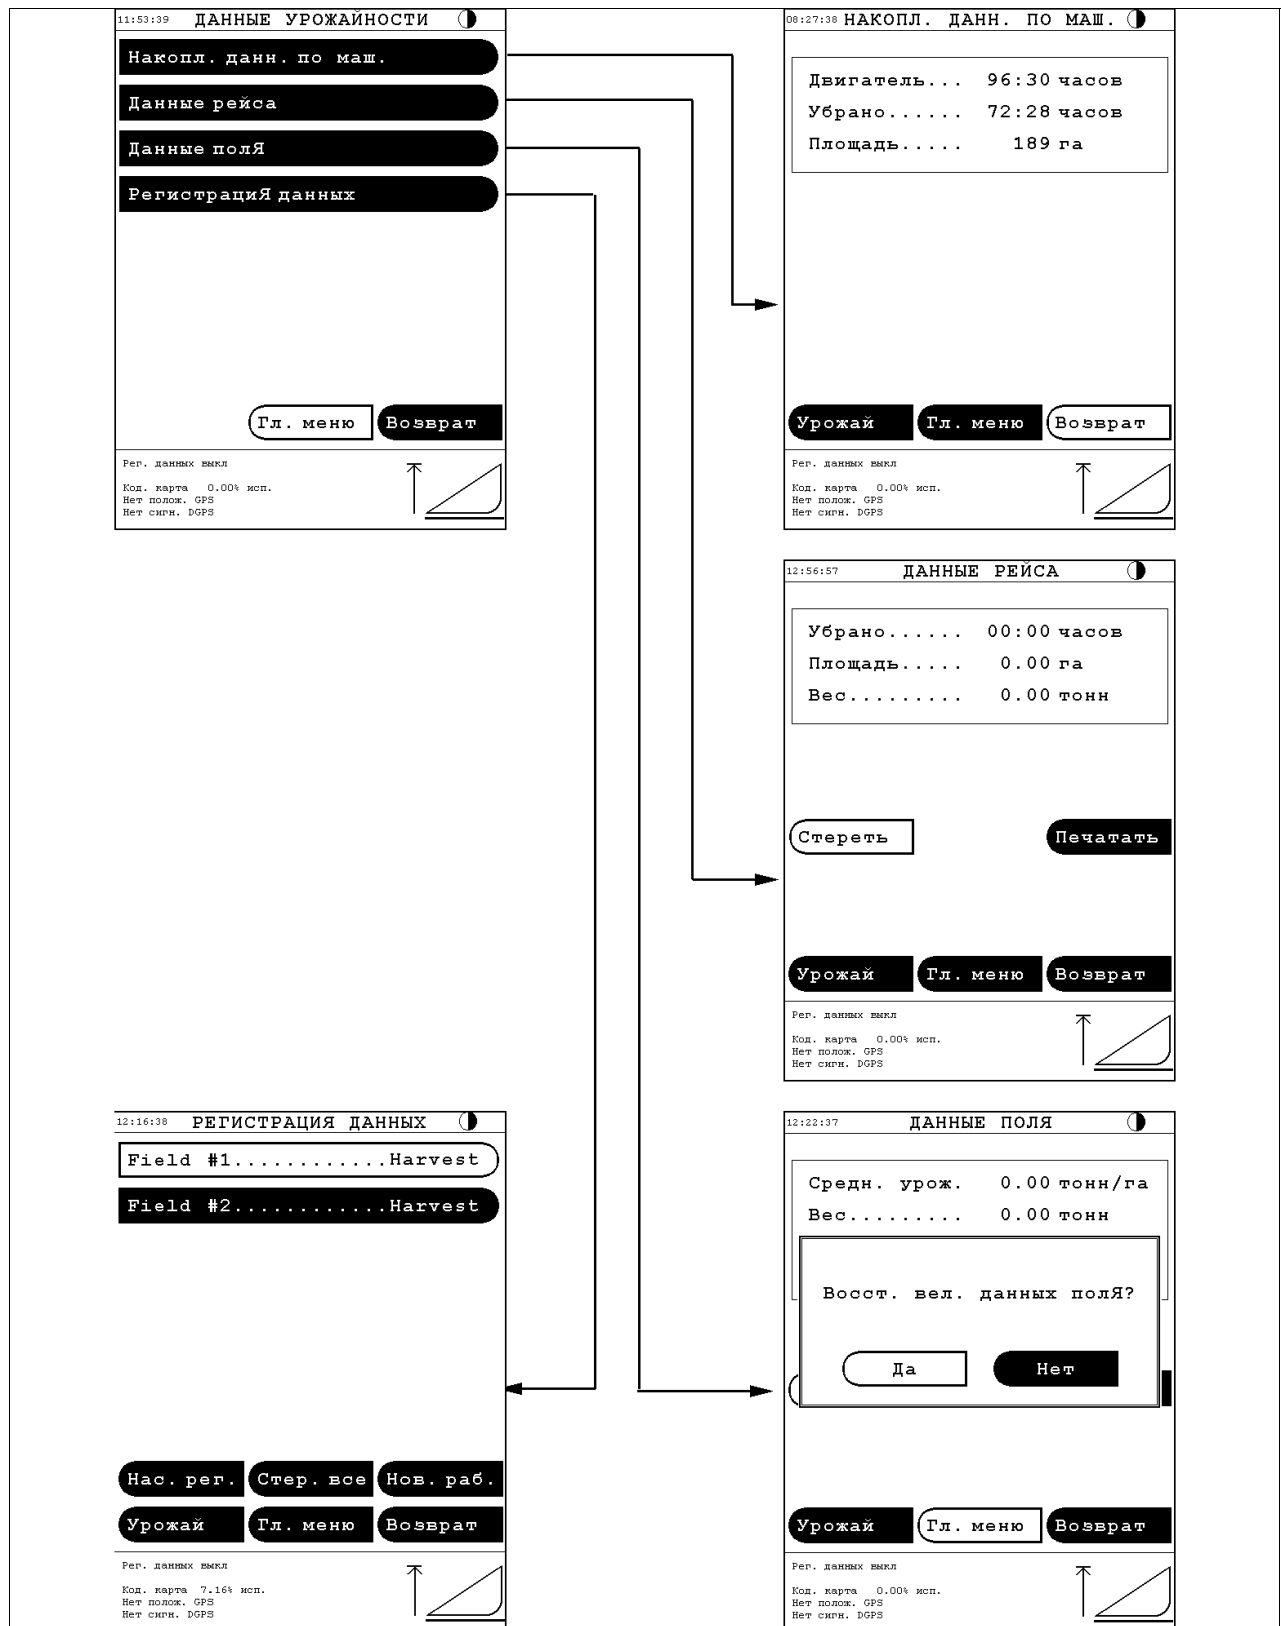 11:53:39 ДАННЫЕ УРОЖАЙНОСТИ
Накопл. данн. по маш.
Данные рейса
Данные полЯ
РегистрациЯ данных
Гл. меню Возврат
Рег. данных выкл
Код. карта 0.00% исп.
Нет полож. GPS
Нет сигн. DGPS
08:27:38 НАКОПЛ. ДАНН. ПО МАШ.
Двигатель... 96:30 часов
Убрано...... 72:28 часов
Площадь..... 189 га
Урожай Гл. меню Возврат
Рег. данных выкл
Код. карта 0.00% исп.
Нет полож. GPS
Нет сигн. DGPS
12:56:57 ДАННЫЕ РЕЙСА
Убрано...... 00:00 часов
Площадь..... 0.00 га
Вес......... 0.00 тонн
Стереть Печатать
Урожай Гл. меню Возврат
Рег. данных выкл
Код. карта 0.00% исп.
Нет полож. GPS
Нет сигн. DGPS
12:16:38 РЕГИСТРАЦИЯ ДАННЫХ
Field #1............Harvest
Field #2............Harvest
Нас. рег. Стер. все Нов. раб.
Урожай Гл. меню Возврат
Рег. данных выкл
Код. карта 7.16% исп.
Нет полож. GPS
Нет сигн. DGPS
12:22:37 ДАННЫЕ ПОЛЯ
Средн. урож. 0.00 тонн/га
Вес......... 0.00 тонн
Восст. вел. данных полЯ?
Да Нет
Урожай Гл. меню Возврат
Рег. данных выкл
Код. карта 0.00% исп.
Нет полож. GPS
Нет сигн. DGPS